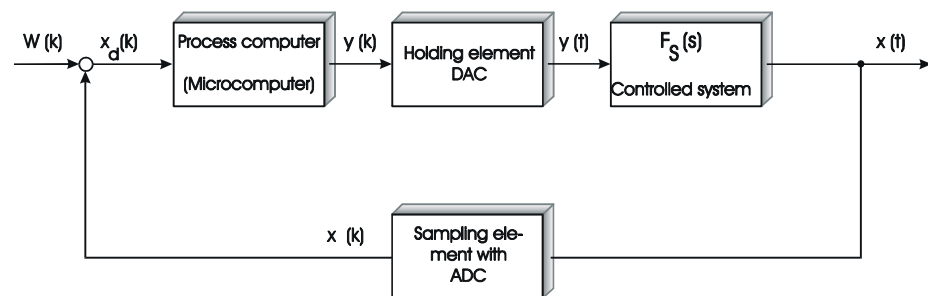 W (k)
x_d(k)
Process computer
(Microcomputer)
y (k)
Holding element
DAC
y (t)
F_S(s)
Controlled system
x (t)
x (k)
Sampling ele-
ment with
ADC